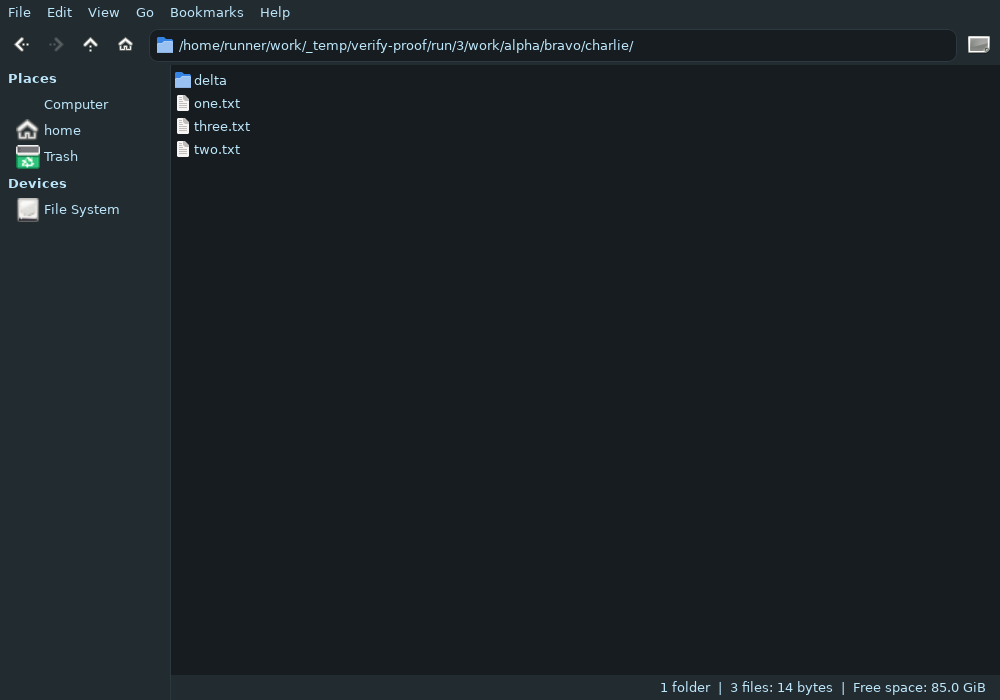 File Edit View Go Bookmarks Help
/home/runner/work/_temp/verify-proof/run/3/work/alpha/bravo/charlie/
Places
Computer
home
Trash
Devices
File System
delta
one.txt
three.txt
two.txt
1 folder | 3 files: 14 bytes | Free space: 85.0 GiB